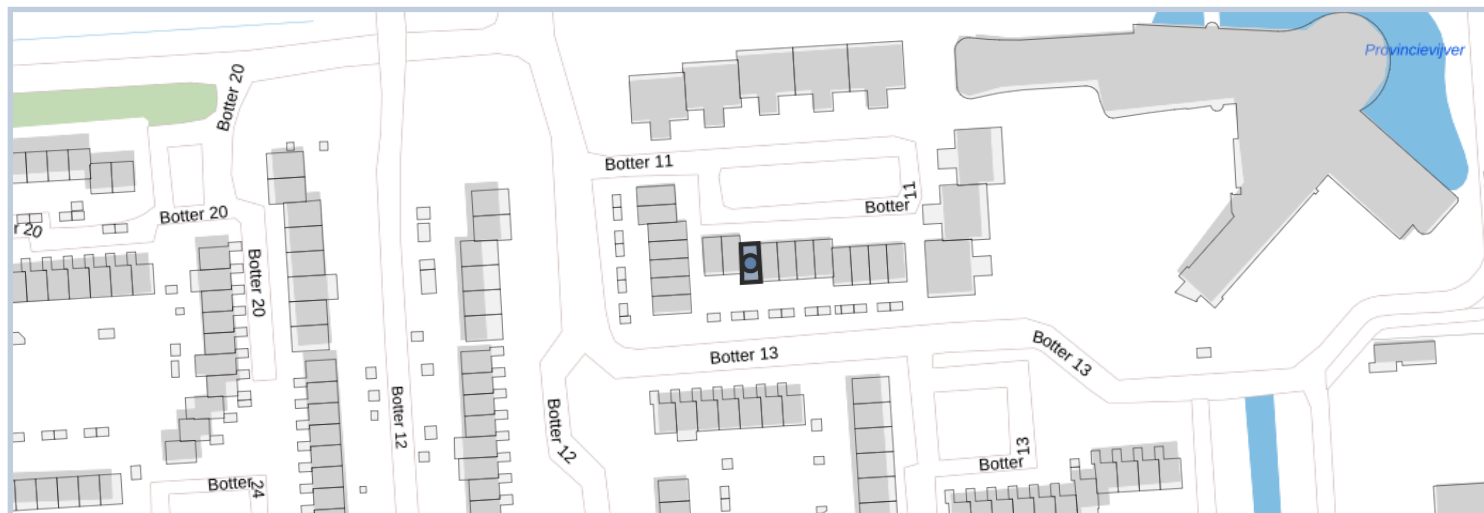 Provincievijver
Botter 20
Botter 11
11
Botter
Botter 20
r 20
Botter 20
Botter 13
Botter 13
Botter 12
Botter 12
13
Botter
Botter
24